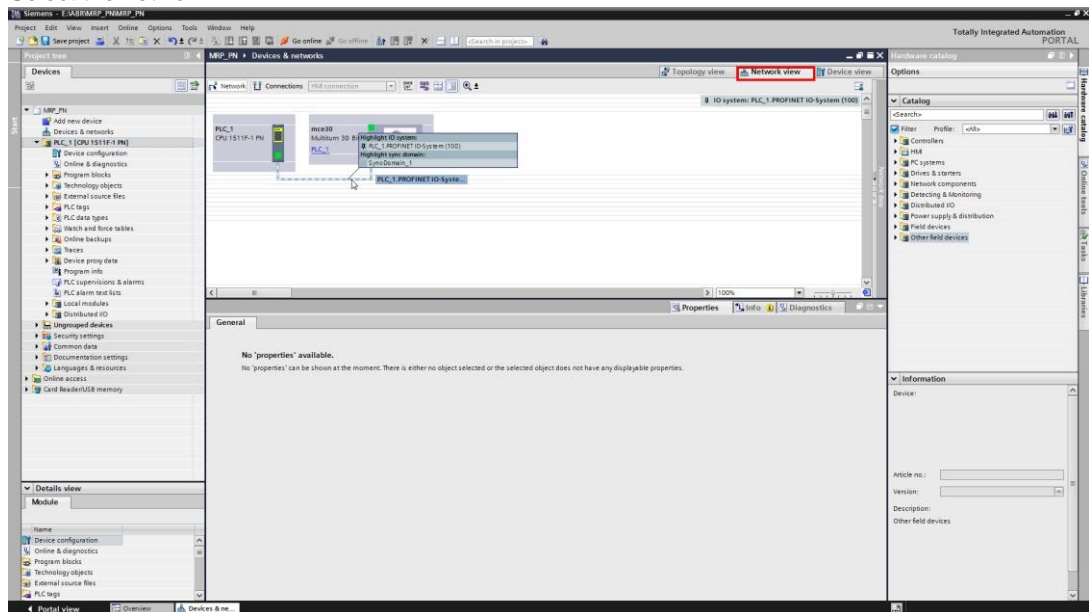 Siemens - E:\ABR\MRP_PN\MRP_PN
Project Edit View Insert Online Options Tools Window Help
Totally Integrated Automation
PORTAL
Save project
Go online
Go offline
<Search in project>
Project tree
MRP_PN ▸ Devices & networks
Hardware catalog
Devices
Topology view
Network view
Device view
Options
Network
Connections
HMI connection
IO system: PLC_1.PROFINET IO-System (100)
MRP_PN
Add new device
Devices & networks
PLC_1 [CPU 1511F-1 PN]
Device configuration
Online & diagnostics
Program blocks
Technology objects
External source files
PLC tags
PLC data types
Watch and force tables
Online backups
Traces
Device proxy data
Program info
PLC supervisions & alarms
PLC alarm text lists
Local modules
Distributed I/O
Ungrouped devices
Security settings
Common data
Documentation settings
Languages & resources
Online access
Card Reader/USB memory
PLC_1
CPU 1511F-1 PN
mce30
Multiturn 30 Bi
PLC_1
Highlight IO system:
PLC_1.PROFINET IO-System (100)
Highlight sync domain:
SyncDomain_1
PLC_1.PROFINET IO-Syste...
100%
Properties
Info
Diagnostics
General
No 'properties' available.
No 'properties' can be shown at the moment. There is either no object selected or the selected object does not have any displayable properties.
Catalog
<Search>
Filter
Profile:
<All>
Controllers
HMI
PC systems
Drives & starters
Network components
Detecting & Monitoring
Distributed I/O
Power supply & distribution
Field devices
Other field devices
Information
Device:
Article no.:
Version:
Description:
Other field devices
Hardware catalog
Online tools
Tasks
Libraries
Start
Details view
Module
Name
Device configuration
Online & diagnostics
Program blocks
Technology objects
External source files
PLC tags
Portal view
Overview
Devices & ne...